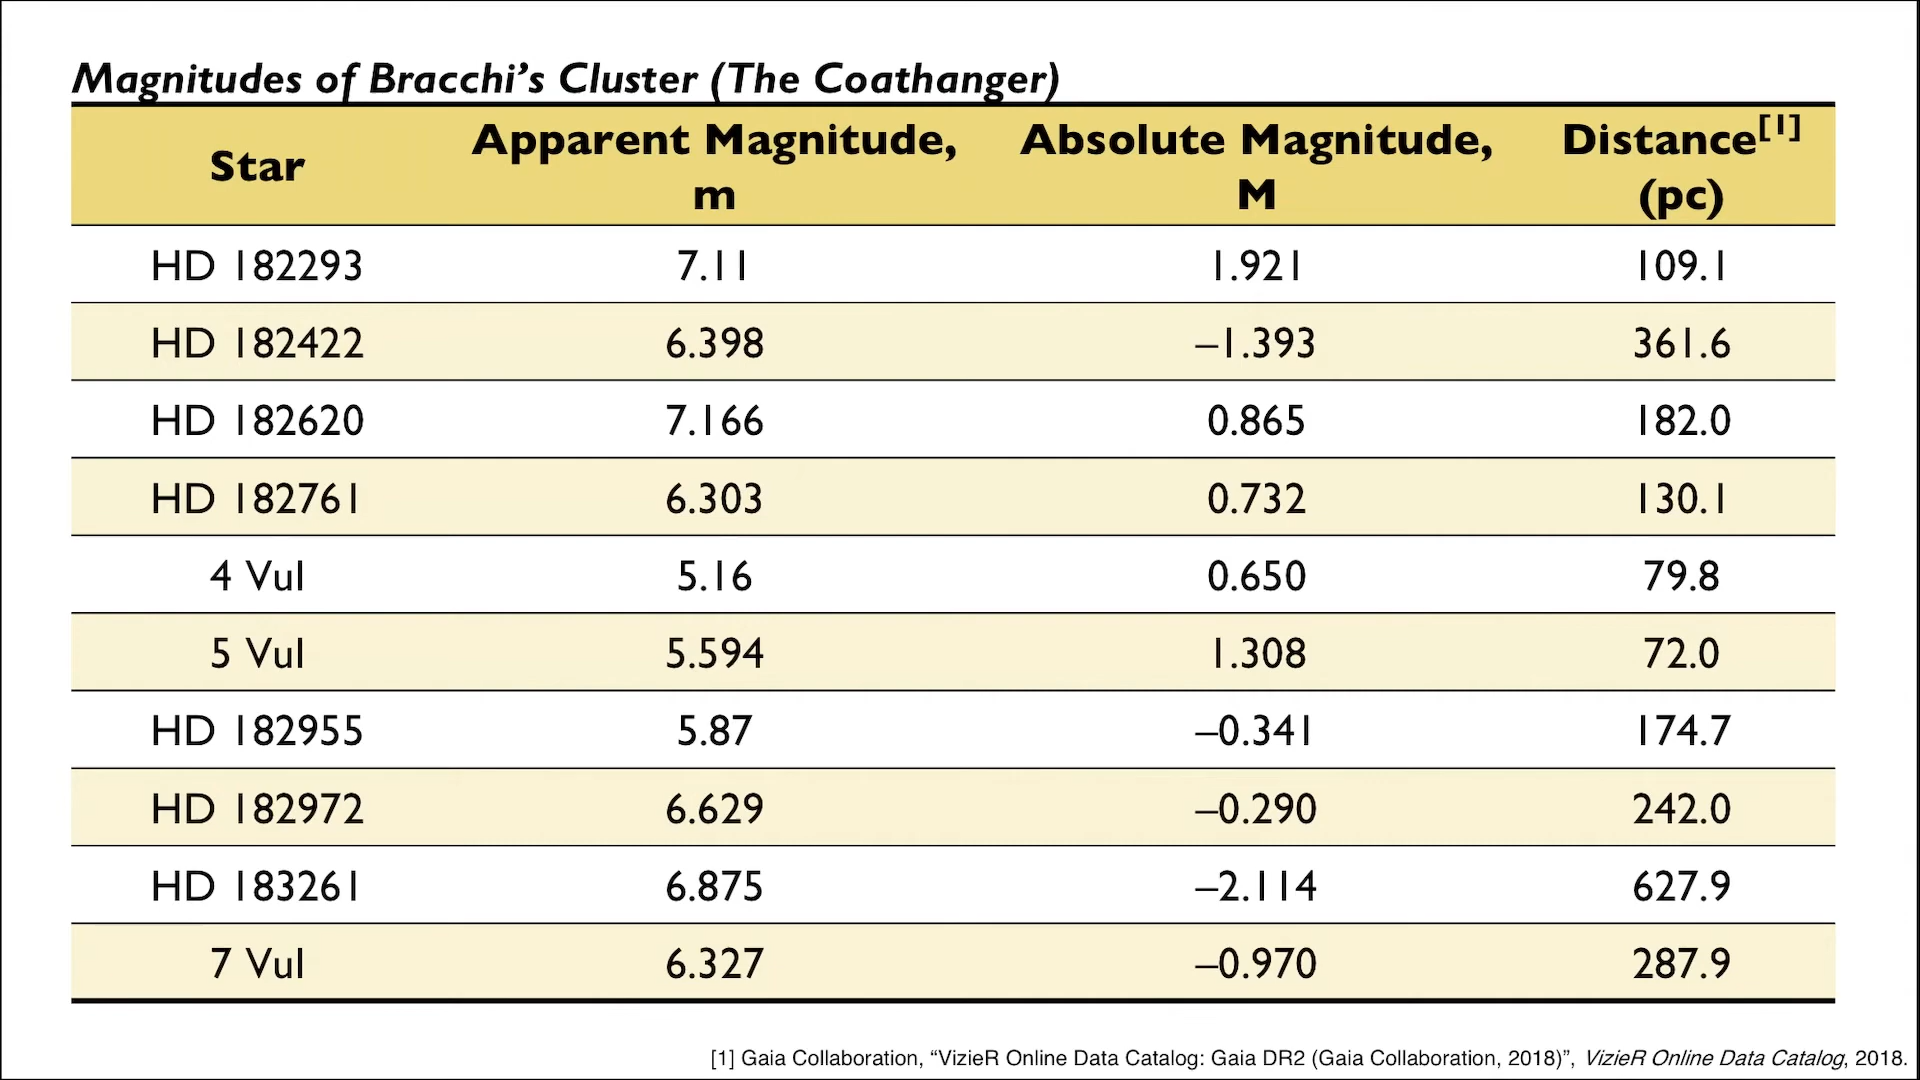 Magnitudes of Bracchi’s Cluster (The Coathanger)
Star Apparent Magnitude, m Absolute Magnitude, M Distance[1] (pc)
HD 182293 7.11 1.921 109.1
HD 182422 6.398 –1.393 361.6
HD 182620 7.166 0.865 182.0
HD 182761 6.303 0.732 130.1
4 Vul 5.16 0.650 79.8
5 Vul 5.594 1.308 72.0
HD 182955 5.87 –0.341 174.7
HD 182972 6.629 –0.290 242.0
HD 183261 6.875 –2.114 627.9
7 Vul 6.327 –0.970 287.9
[1] Gaia Collaboration, “VizieR Online Data Catalog: Gaia DR2 (Gaia Collaboration, 2018)”, VizieR Online Data Catalog, 2018.